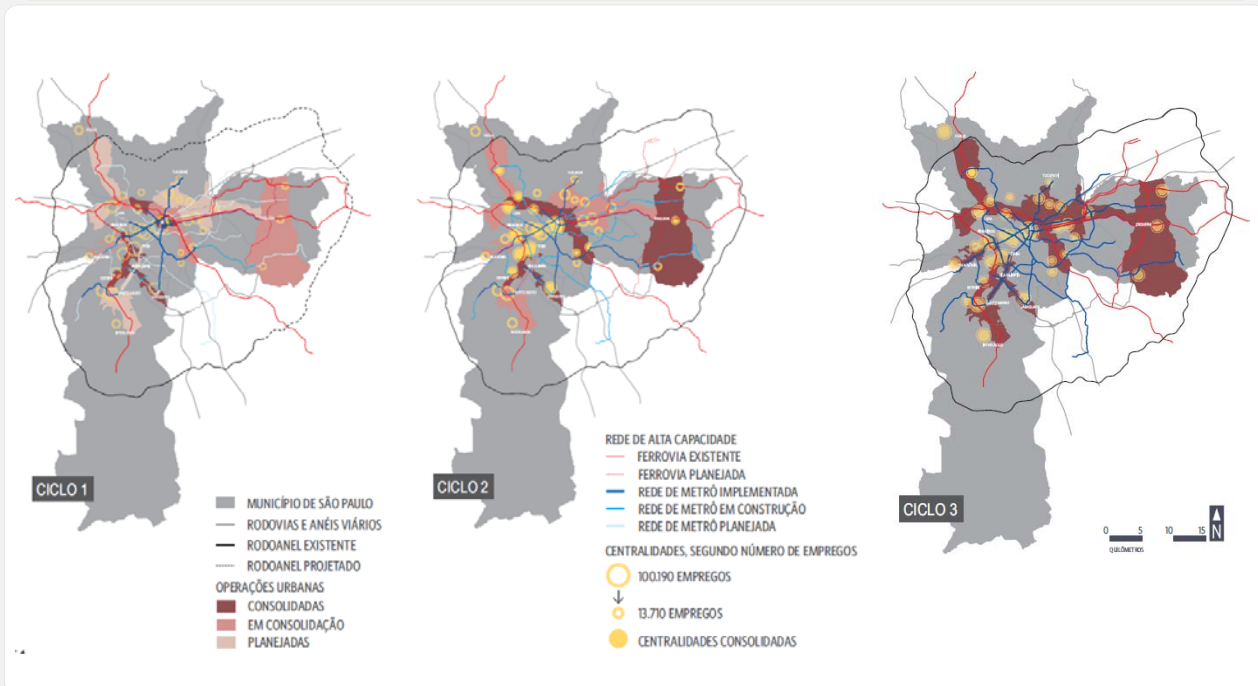 CICLO 1
MUNICÍPIO DE SÃO PAULO
RODOVIAS E ANÉIS VIÁRIOS
RODOANEL EXISTENTE
RODOANEL PROJETADO
OPERAÇÕES URBANAS
CONSOLIDADAS
EM CONSOLIDAÇÃO
PLANEJADAS
CICLO 2
REDE DE ALTA CAPACIDADE
FERROVIA EXISTENTE
FERROVIA PLANEJADA
REDE DE METRÔ IMPLEMENTADA
REDE DE METRÔ EM CONSTRUÇÃO
REDE DE METRÔ PLANEJADA
CENTRALIDADES, SEGUNDO NÚMERO DE EMPREGOS
100.190 EMPREGOS
13.710 EMPREGOS
CENTRALIDADES CONSOLIDADAS
CICLO 3
0 5 10 15
QUILÔMETROS
N